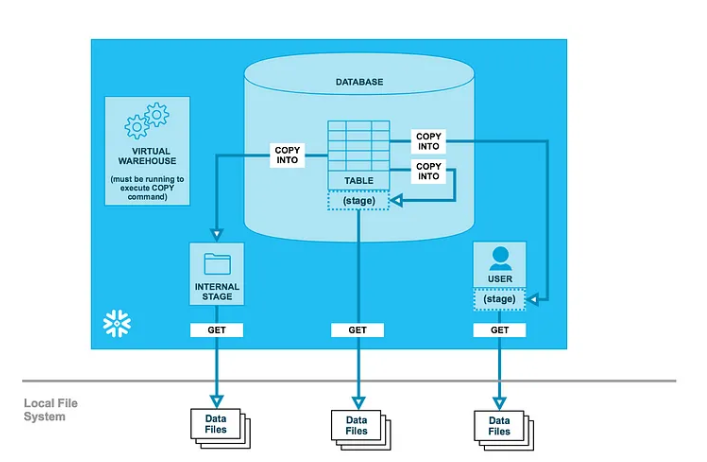 DATABASE
VIRTUAL
WAREHOUSE
(must be running to
execute COPY
command)
COPY
INTO
COPY
INTO
COPY
INTO
TABLE
(stage)
INTERNAL
STAGE
USER
(stage)
GET
GET
GET
Local File
System
Data
Files
Data
Files
Data
Files